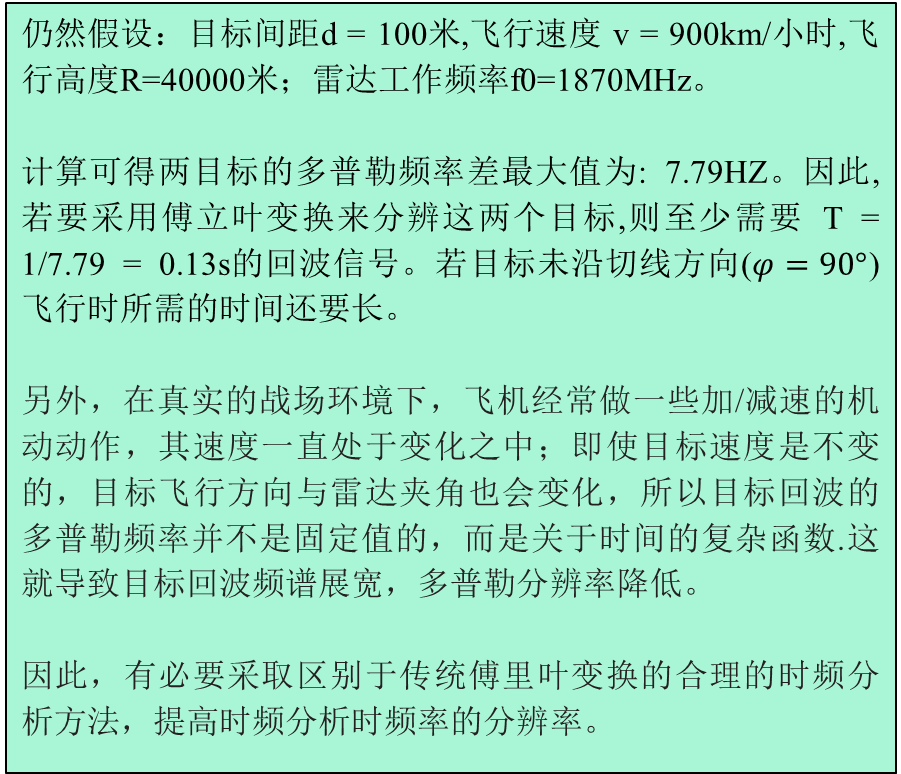 仍然假设：目标间距d = 100米,飞行速度 v = 900km/小时,飞
行高度R=40000米；雷达工作频率f0=1870MHz。
计算可得两目标的多普勒频率差最大值为: 7.79HZ。因此,
若要采用傅立叶变换来分辨这两个目标,则至少需要 T =
1/7.79 = 0.13s的回波信号。若目标未沿切线方向(φ = 90°)
飞行时所需的时间还要长。
另外，在真实的战场环境下，飞机经常做一些加/减速的机
动动作，其速度一直处于变化之中；即使目标速度是不变
的，目标飞行方向与雷达夹角也会变化，所以目标回波的
多普勒频率并不是固定值的，而是关于时间的复杂函数.这
就导致目标回波频谱展宽，多普勒分辨率降低。
因此，有必要采取区别于传统傅里叶变换的合理的时频分
析方法，提高时频分析时频率的分辨率。